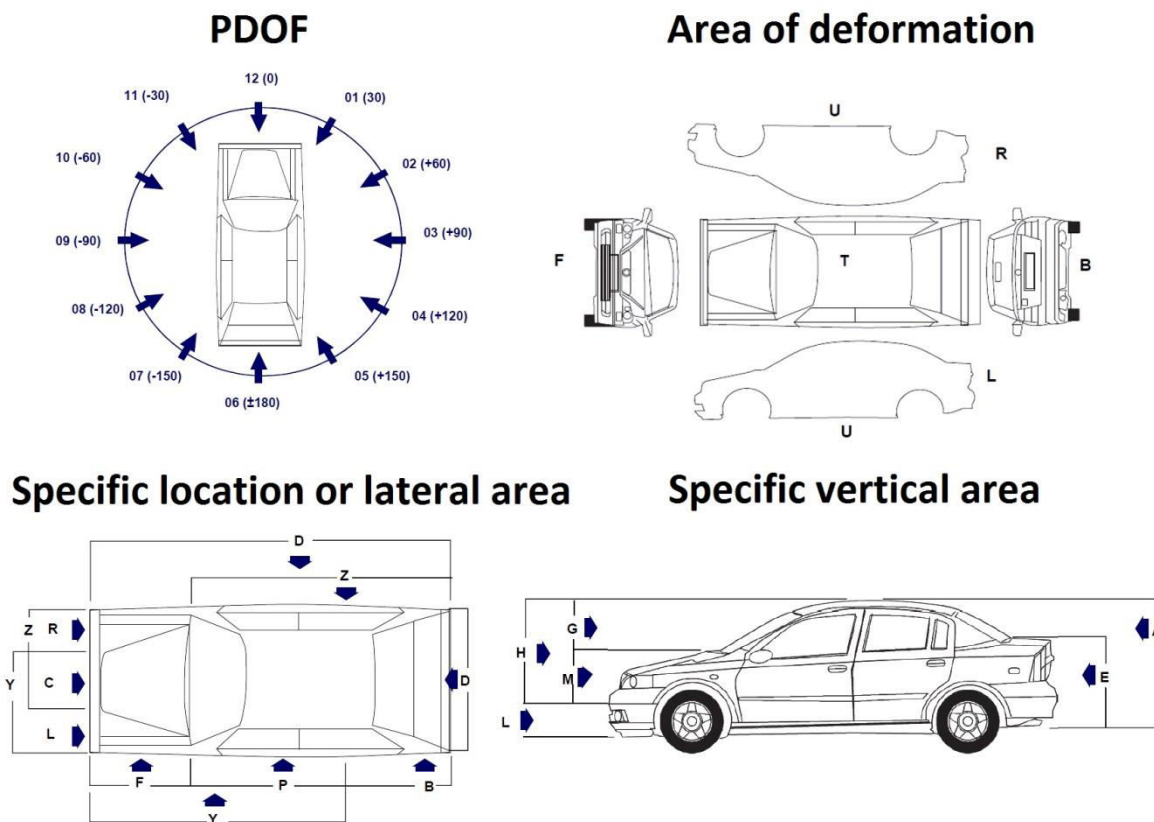 PDOF
Area of deformation
12 (0)
11 (-30)
01 (30)
10 (-60)
02 (+60)
09 (-90)
03 (+90)
08 (-120)
04 (+120)
07 (-150)
05 (+150)
06 (±180)
U
R
F
T
B
L
U
Specific location or lateral area
Specific vertical area
D
Z
Z
R
Y
C
D
L
F
P
B
Y
G
H
M
E
L